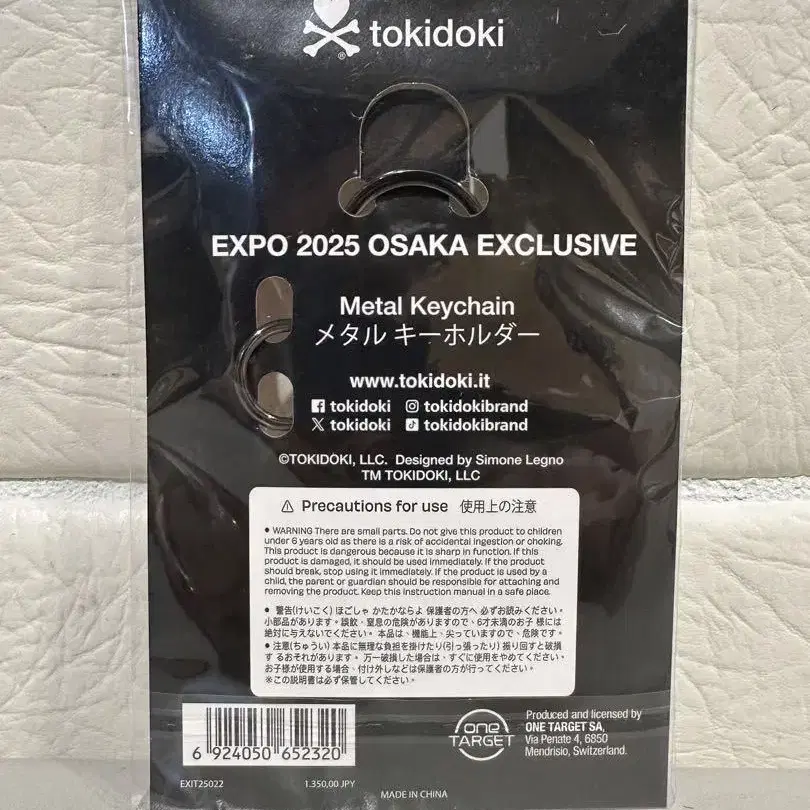 tokidoki
®
EXPO 2025 OSAKA EXCLUSIVE
Metal Keychain
メタル キーホルダー
www.tokidoki.it
tokidoki tokidokibrand
tokidoki tokidokibrand
©TOKIDOKI, LLC. Designed by Simone Legno
TM TOKIDOKI, LLC
⚠ Precautions for use 使用上の注意
• WARNING There are small parts. Do not give this product to children
under 6 years old as there is a risk of accidental ingestion or choking.
This product is dangerous because it is sharp in function. If this
product is damaged, it should be used immediately. If the product
should break, stop using it immediately. If the product is used by a
child, the parent or guardian should be responsible for attaching and
removing the product. Keep this instruction manual in a safe place.
• 警告(けいこく) ほごしゃ かたかならよ 保護者の方へ 必ずお読みください。
小部品があります。誤飲、窒息の危険がありますので、6才未満のお子 様には
絶対に与えないでください。 本品は、機能上、尖っていますので、危険です。
• 注意(ちゅうい) 本品に無理な負担を掛けたり(引っ張ったり) 振り回すと破損
す るおそれがあります。 万一破損した場合は、すぐに使用をやめてください。
お子様が使用する場合、付け外しなどは保護者の方が行ってください。
※この説明書は必ず保管してください。
6 924050 652320
EXIT25022 1.350,00 JPY
MADE IN CHINA
one
TARGET
Produced and licensed by
ONE TARGET SA,
Via Penate 4, 6850
Mendrisio, Switzerland.